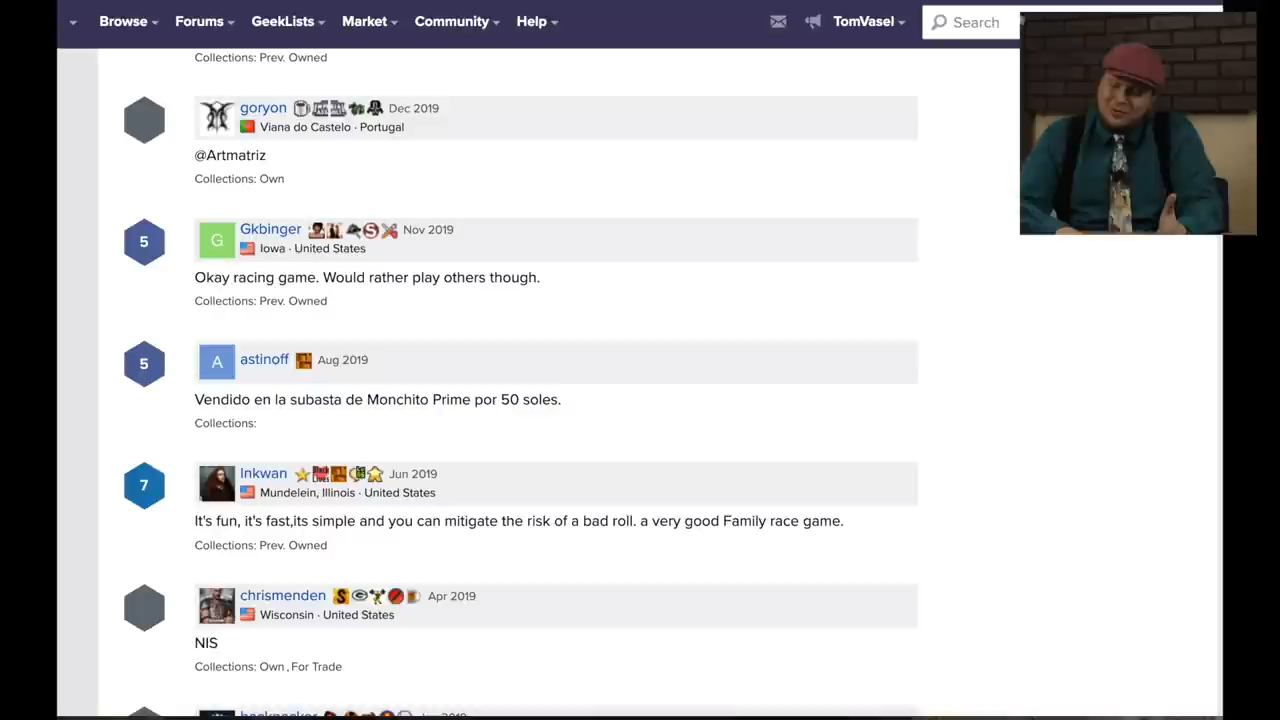 Browse Forums GeekLists Market Community Help TomVasel Search
Collections: Prev. Owned
goryon Dec 2019
Viana do Castelo · Portugal
@Artmatriz
Collections: Own
5 G Gkbinger Nov 2019
Iowa · United States
Okay racing game. Would rather play others though.
Collections: Prev. Owned
5 A astinoff Aug 2019
Vendido en la subasta de Monchito Prime por 50 soles.
Collections:
7 lnkwan Jun 2019
Mundelein, Illinois · United States
It's fun, it's fast,its simple and you can mitigate the risk of a bad roll. a very good Family race game.
Collections: Prev. Owned
chrismenden Apr 2019
Wisconsin · United States
NIS
Collections: Own , For Trade